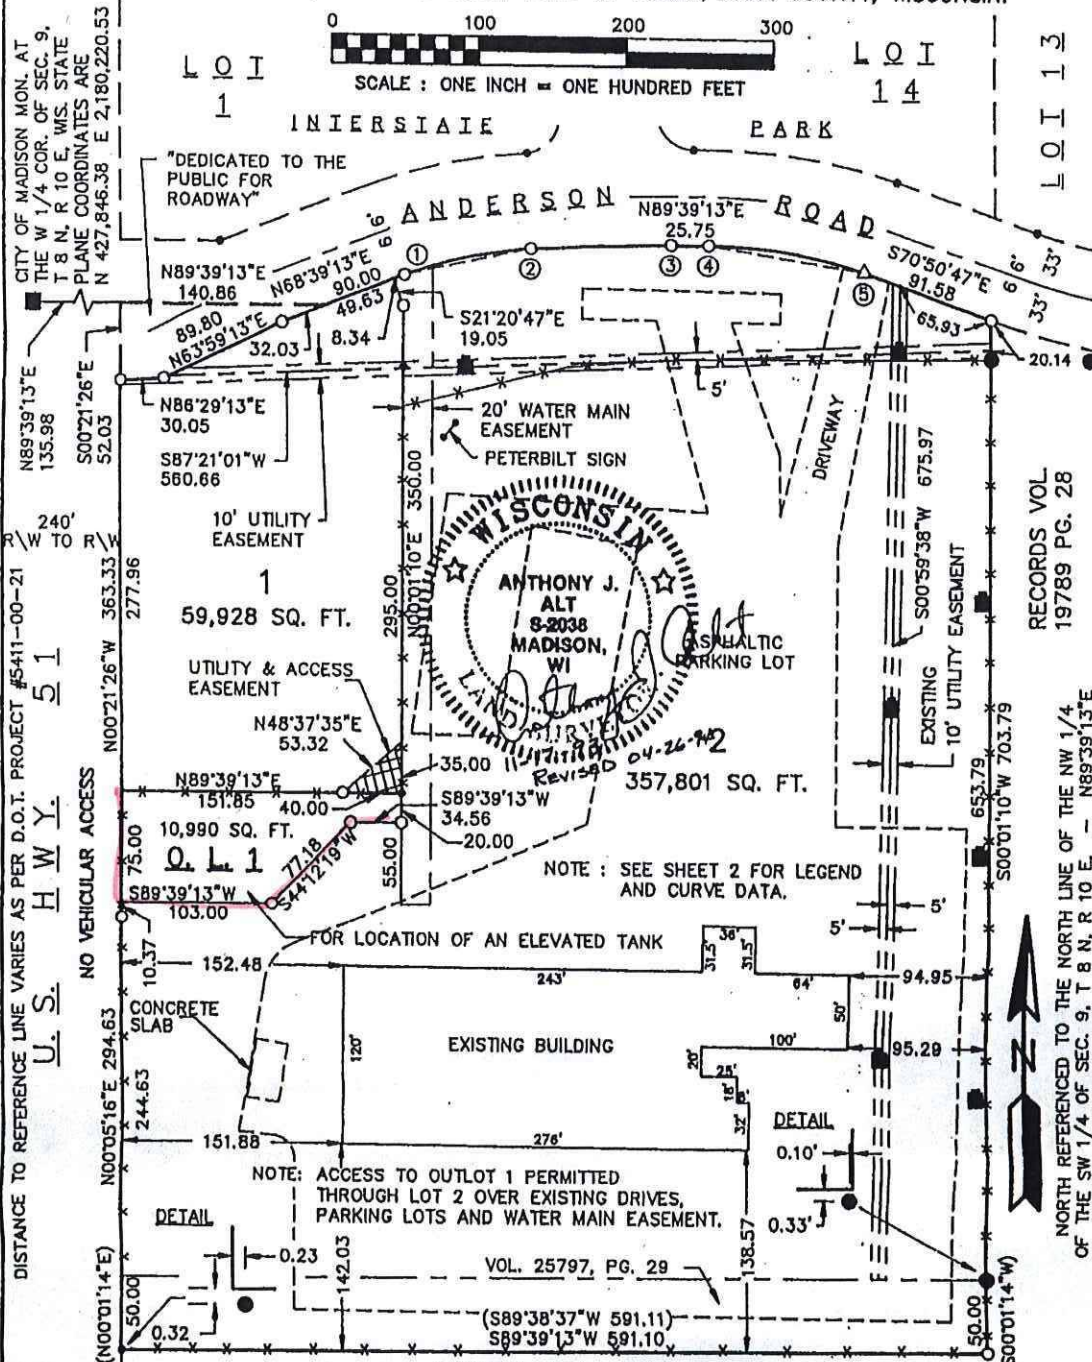 0 100 200 300
SCALE : ONE INCH = ONE HUNDRED FEET
LOT
1
LOT
14
LOT 13
INTERSTATE PARK
CITY OF MADISON MON. AT
THE W 1/4 COR. OF SEC. 9,
T 8 N, R 10 E, WIS. STATE
PLANE COORDINATES ARE
N 427,846.38 E 2,180,220.53
"DEDICATED TO THE
PUBLIC FOR
ROADWAY"
ANDERSON ROAD
66'
N89°39'13"E
25.75
① ② ③ ④ ⑤
N89°39'13"E
140.86
N68°39'13"E
90.00
49.63
89.80
N63°59'13"E
32.03
8.34
S21°20'47"E
19.05
S70°50'47"E
91.58
65.93
66'
33'
33'
20.14
5'
N89°39'13"E
135.98
S00°21'26"E
52.03
N86°29'13"E
30.05
S87°21'01"W
560.66
20' WATER MAIN
EASEMENT
PETERBILT SIGN
DRIVEWAY
240'
R\W TO R\W
10' UTILITY
EASEMENT
350.00
N00°01'10"E
295.00
S00°59'38"W 675.97
RECORDS VOL.
19789 PG. 28
N00°21'26"W 363.33
277.96
1
59,928 SQ. FT.
WISCONSIN
ANTHONY J.
ALT
S-2038
MADISON,
WI
LAND SURVEYOR
Anthony J Alt
REVISED 04-26-94
ASPHALTIC
PARKING LOT
EXISTING
10' UTILITY EASEMENT
UTILITY & ACCESS
EASEMENT
N48°37'35"E
53.32
2
357,801 SQ. FT.
N89°39'13"E
151.85
40.00
35.00
S89°39'13"W
34.56
20.00
10,990 SQ. FT.
O. L. 1
75.00
77.18
S44°12'19"W
55.00
S89°39'13"W
103.00
NOTE : SEE SHEET 2 FOR LEGEND
AND CURVE DATA.
653.79
S00°01'10"W 703.79
5'
5'
DISTANCE TO REFERENCE LINE VARIES AS PER D.O.T. PROJECT #5411-00-21
U.S. HWY. 51
NO VEHICULAR ACCESS
FOR LOCATION OF AN ELEVATED TANK
10.37
152.48
243'
31.5'
36'
31.5'
64'
94.95
50'
CONCRETE
SLAB
EXISTING BUILDING
120'
100'
95.29
20'
25'
18'
8'
32'
N00°05'16"E 294.63
244.63
151.88
276'
DETAIL
0.10'
0.33'
NOTE: ACCESS TO OUTLOT 1 PERMITTED
THROUGH LOT 2 OVER EXISTING DRIVES,
PARKING LOTS AND WATER MAIN EASEMENT.
DETAIL
0.23
0.32
142.03
138.57
VOL. 25797, PG. 29
(N00°01'14"E)
50.00
(S89°38'37"W 591.11)
S89°39'13"W 591.10
50.00
S00°01'14"W)
N
NORTH REFERENCED TO THE NORTH LINE OF THE NW 1/4
OF THE SW 1/4 OF SEC. 9, T 8 N, R 10 E. – N89°39'13"E